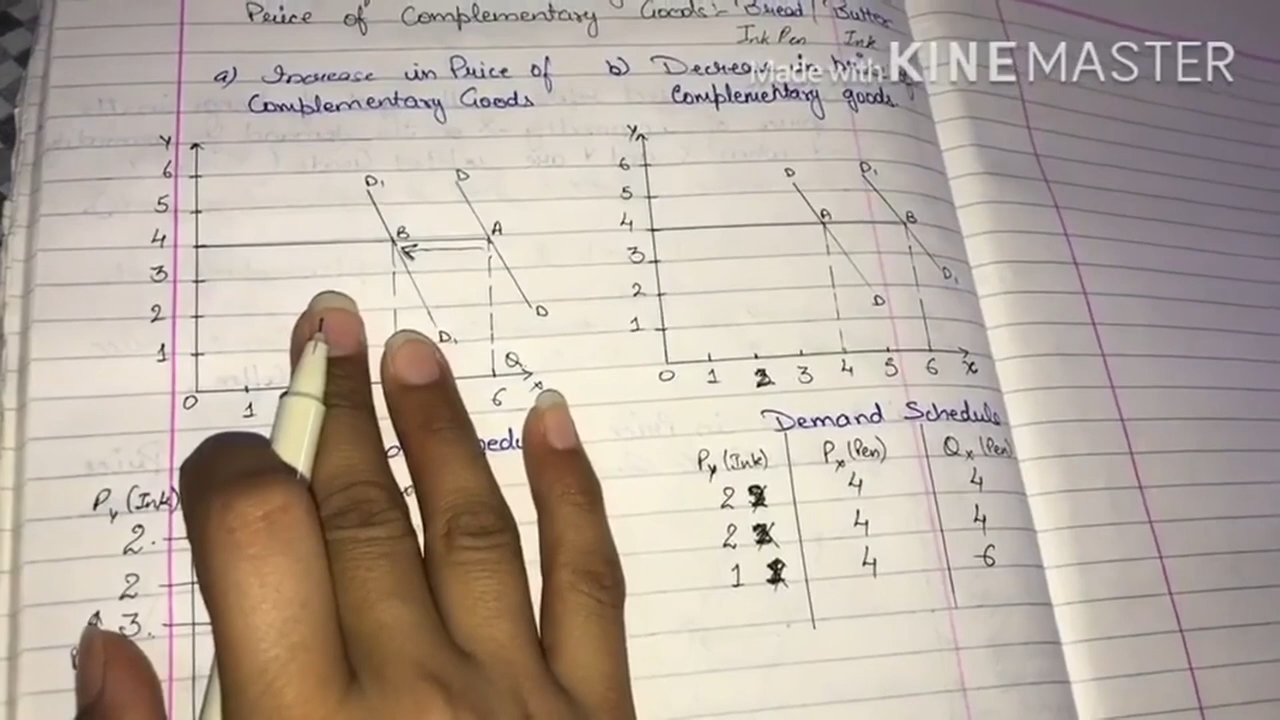 Price of Complementary Goods:- Bread / Butter
Ink Pen Ink
Made with KINEMASTER
a) Increase in Price of
Complementary Goods
b) Decrease in
Complementary goods
Y
6
5
4
3
2
1
0 1 6
D1 D
B A
D
D1
Q
x
Y
6
5
4
3
2
1
0 1 2 3 4 5 6 x
D D1
A B
D1
D
Demand Schedule
Py (Ink) Px (Pen) Qx (Pen)
2 4 4
2 4 4
1 4 6
Py (Ink)
2
2
3